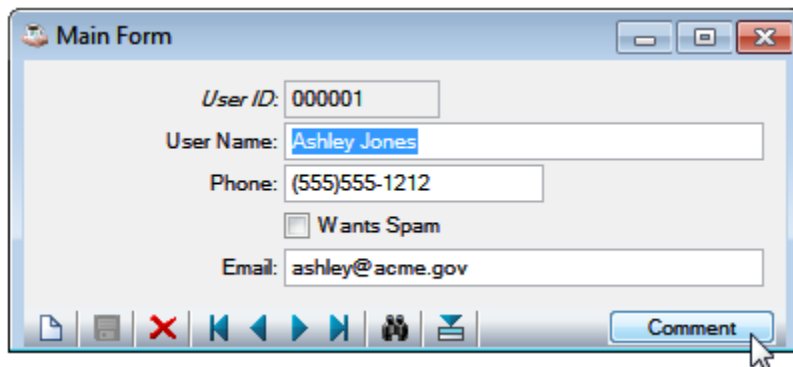 Main Form
User ID: 000001
User Name: Ashley Jones
Phone: (555)555-1212
Wants Spam
Email: ashley@acme.gov
Comment